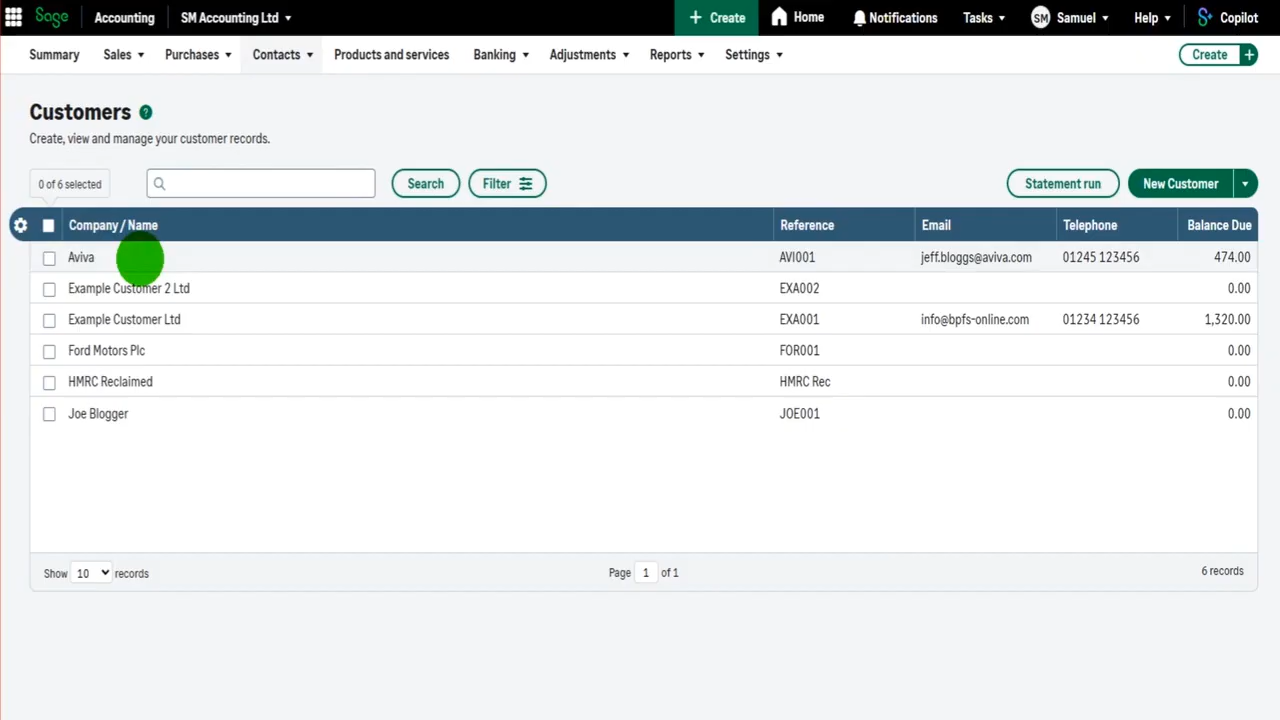 Sage Accounting SM Accounting Ltd + Create Home Notifications Tasks SM Samuel Help Copilot
Summary Sales Purchases Contacts Products and services Banking Adjustments Reports Settings Create +
Customers ?
Create, view and manage your customer records.
0 of 6 selected Search Filter Statement run New Customer
Company / Name Reference Email Telephone Balance Due
Aviva AVI001 jeff.bloggs@aviva.com 01245 123456 474.00
Example Customer 2 Ltd EXA002 0.00
Example Customer Ltd EXA001 info@bpfs-online.com 01234 123456 1,320.00
Ford Motors Plc FOR001 0.00
HMRC Reclaimed HMRC Rec 0.00
Joe Blogger JOE001 0.00
Show 10 records Page 1 of 1 6 records